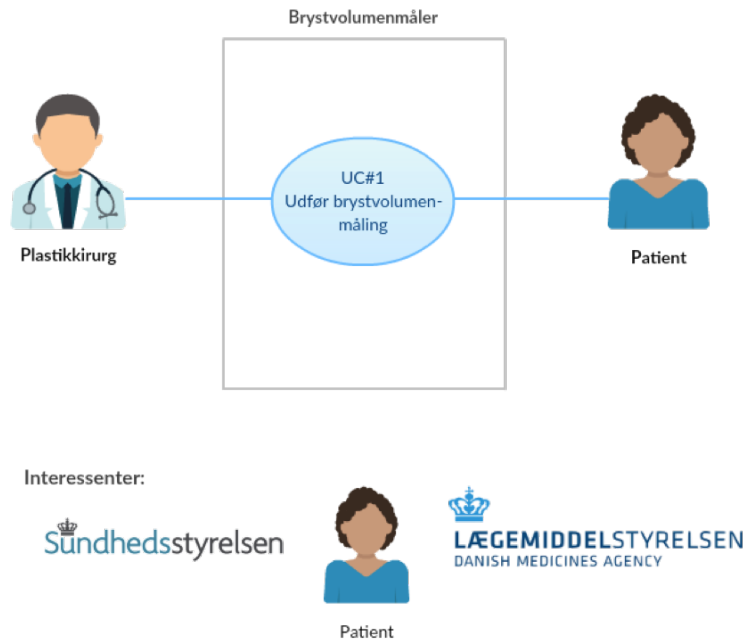 Brystvolumenmåler
UC#1
Udfør brystvolumen-
måling
Plastikkirurg
Patient
Interessenter:
Sundhedsstyrelsen
LÆGEMIDDELSTYRELSEN
DANISH MEDICINES AGENCY
Patient